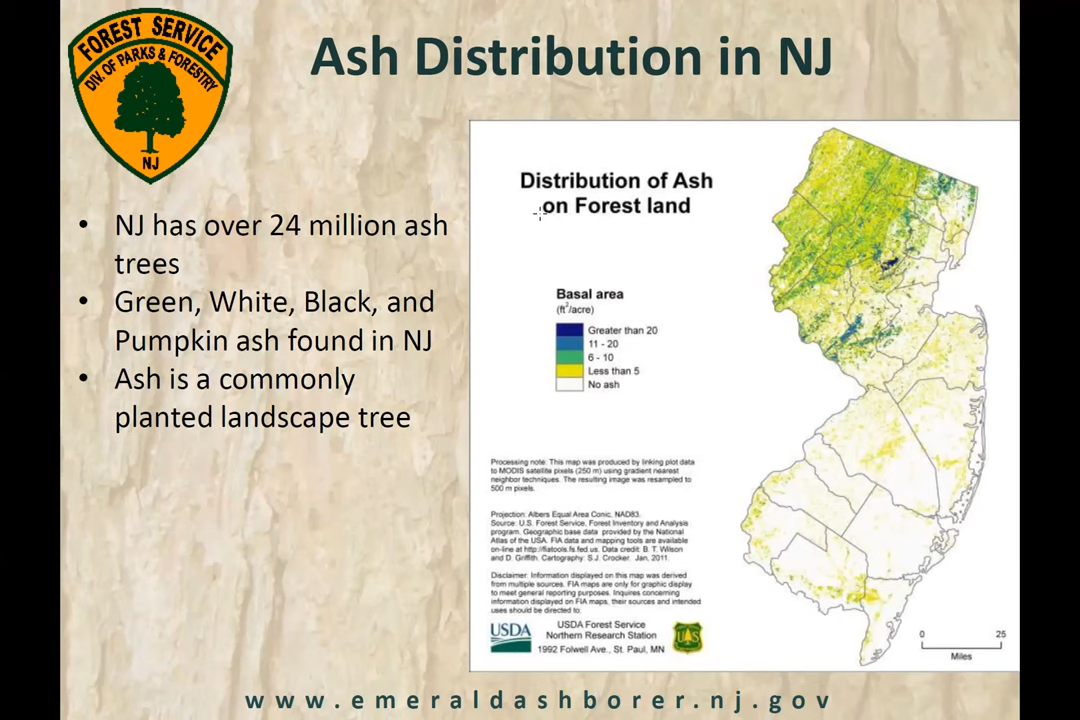 FOREST SERVICE
DIV. OF PARKS & FORESTRY
NJ
Ash Distribution in NJ
• NJ has over 24 million ash
trees
• Green, White, Black, and
Pumpkin ash found in NJ
• Ash is a commonly
planted landscape tree
Distribution of Ash
on Forest land
Basal area
(ft²/acre)
Greater than 20
11 - 20
6 - 10
Less than 5
No ash
Processing note: This map was produced by linking plot data
to MODIS satellite pixels (250 m) using gradient nearest
neighbor techniques. The resulting image was resampled to
500 m pixels.
Projection: Albers Equal Area Conic, NAD83.
Source: U.S. Forest Service, Forest Inventory and Analysis
program. Geographic base data provided by the National
Atlas of the USA. FIA data and mapping tools are available
on-line at http://fiatools.fs.fed.us. Data credit: B. T. Wilson
and D. Griffith. Cartography: S.J. Crocker. Jan, 2011.
Disclaimer: Information displayed on this map was derived
from multiple sources. FIA maps are only for graphic display
to meet general reporting purposes. Inquires concerning
information displayed on FIA maps, their sources and intended
uses should be directed to:
USDA
USDA Forest Service
Northern Research Station
1992 Folwell Ave., St. Paul, MN
UAS
0 25
Miles
www.emeraldashborer.nj.gov